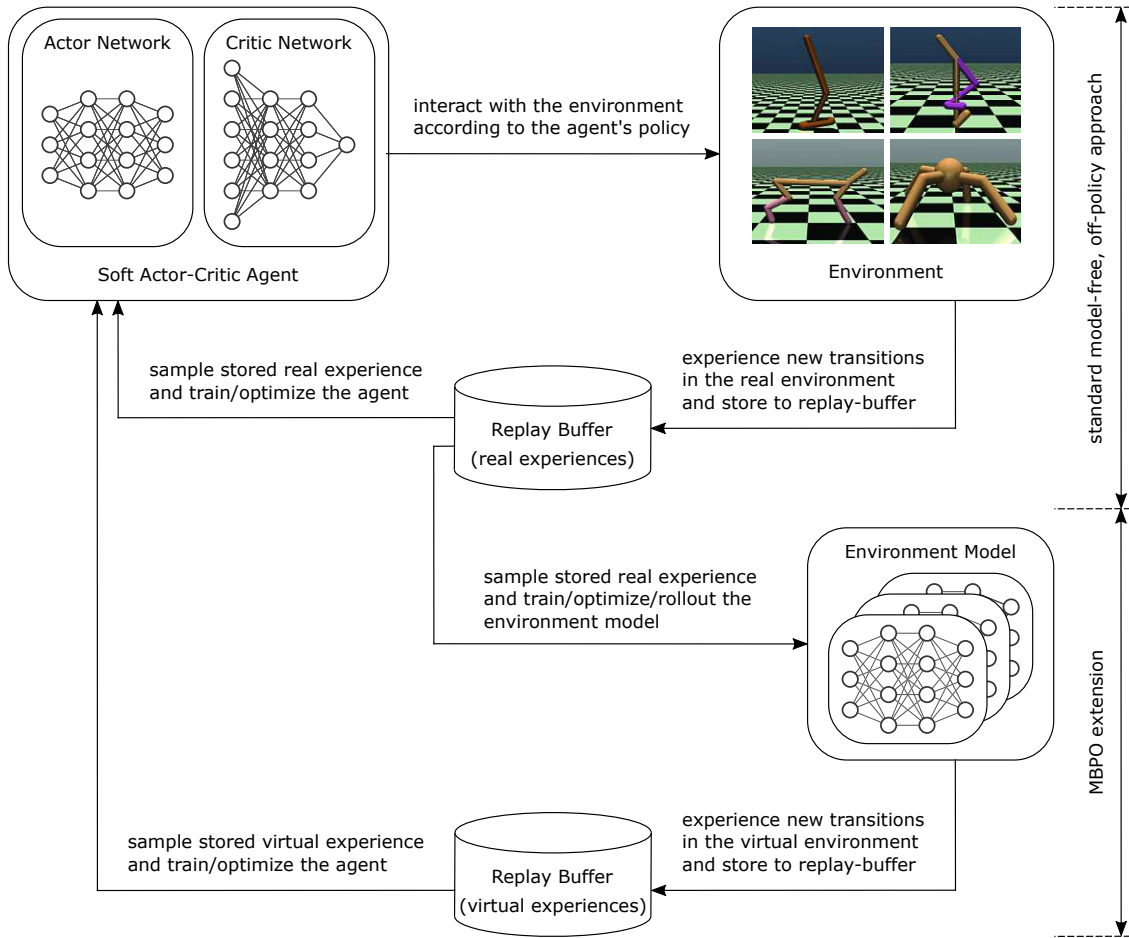 Actor Network
Critic Network
Soft Actor-Critic Agent
interact with the environment
according to the agent's policy
Environment
standard model-free, off-policy approach
sample stored real experience
and train/optimize the agent
experience new transitions
in the real environment
and store to replay-buffer
Replay Buffer
(real experiences)
sample stored real experience
and train/optimize/rollout the
environment model
Environment Model
MBPO extension
sample stored virtual experience
and train/optimize the agent
experience new transitions
in the virtual environment
and store to replay-buffer
Replay Buffer
(virtual experiences)